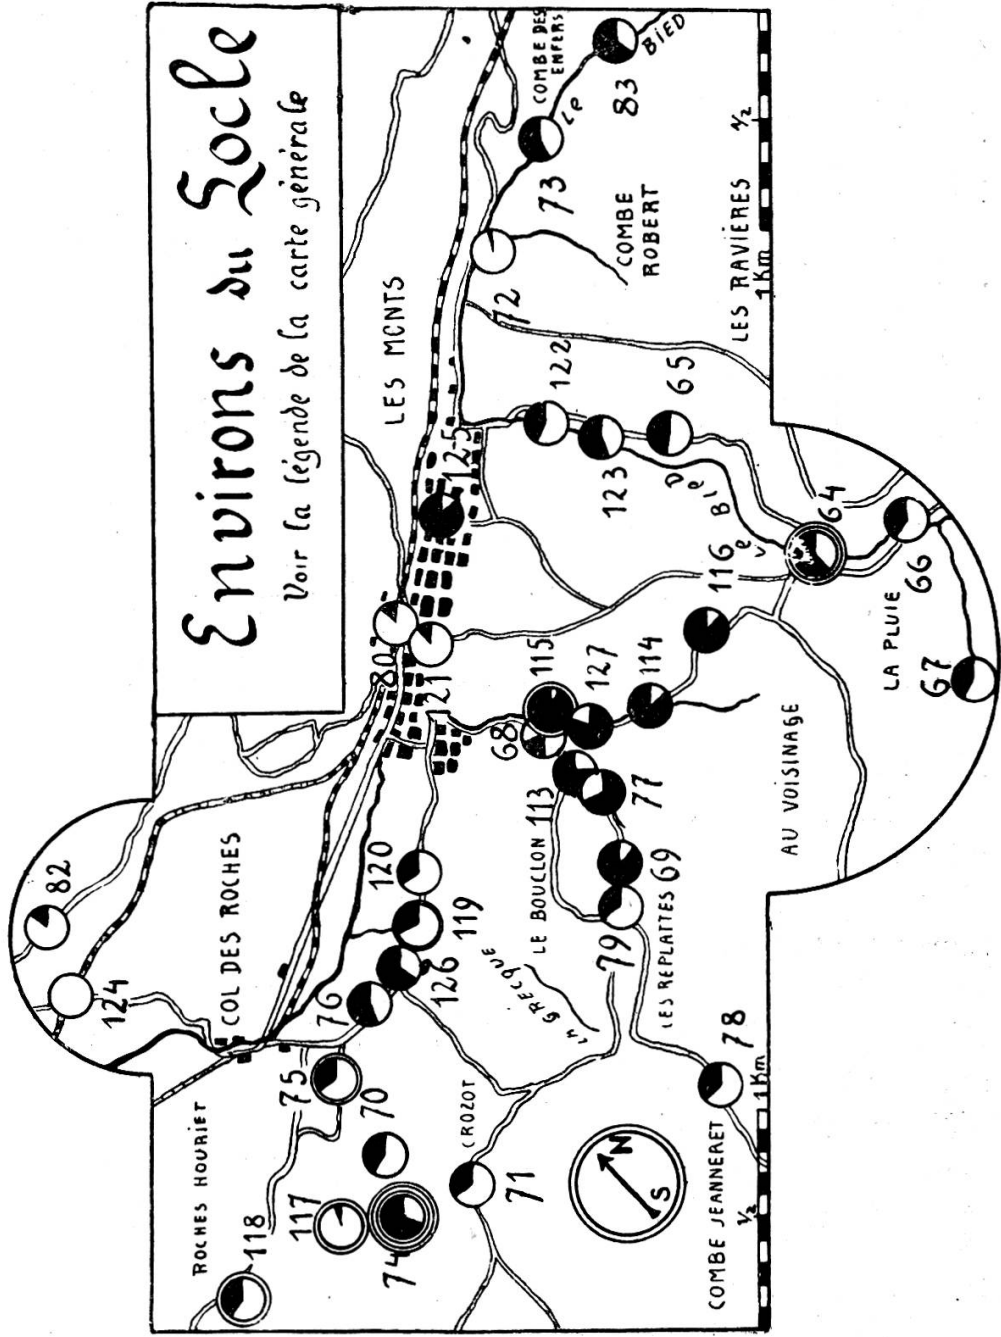 Environs du Locle
Voir la légende de la carte générale
82
124
COL DES ROCHES
LES MONTS
COMBE DES
ENFERS
BIED
83
Le
73
COMBE
ROBERT
72
LES RAVIÈRES
½
1 Km
122
65
125
123
Le BIED
64
116
66
LA PLUIE
67
80
121
115
127
114
68
113
77
LE BOUCLON
69
79
LES REPLATTES
AU VOISINAGE
120
119
126
76
LA GRECQUE
75
70
CROZOT
71
ROCHES HOURIET
118
117
74
N
S
78
COMBE JEANNERET
1 Km
½